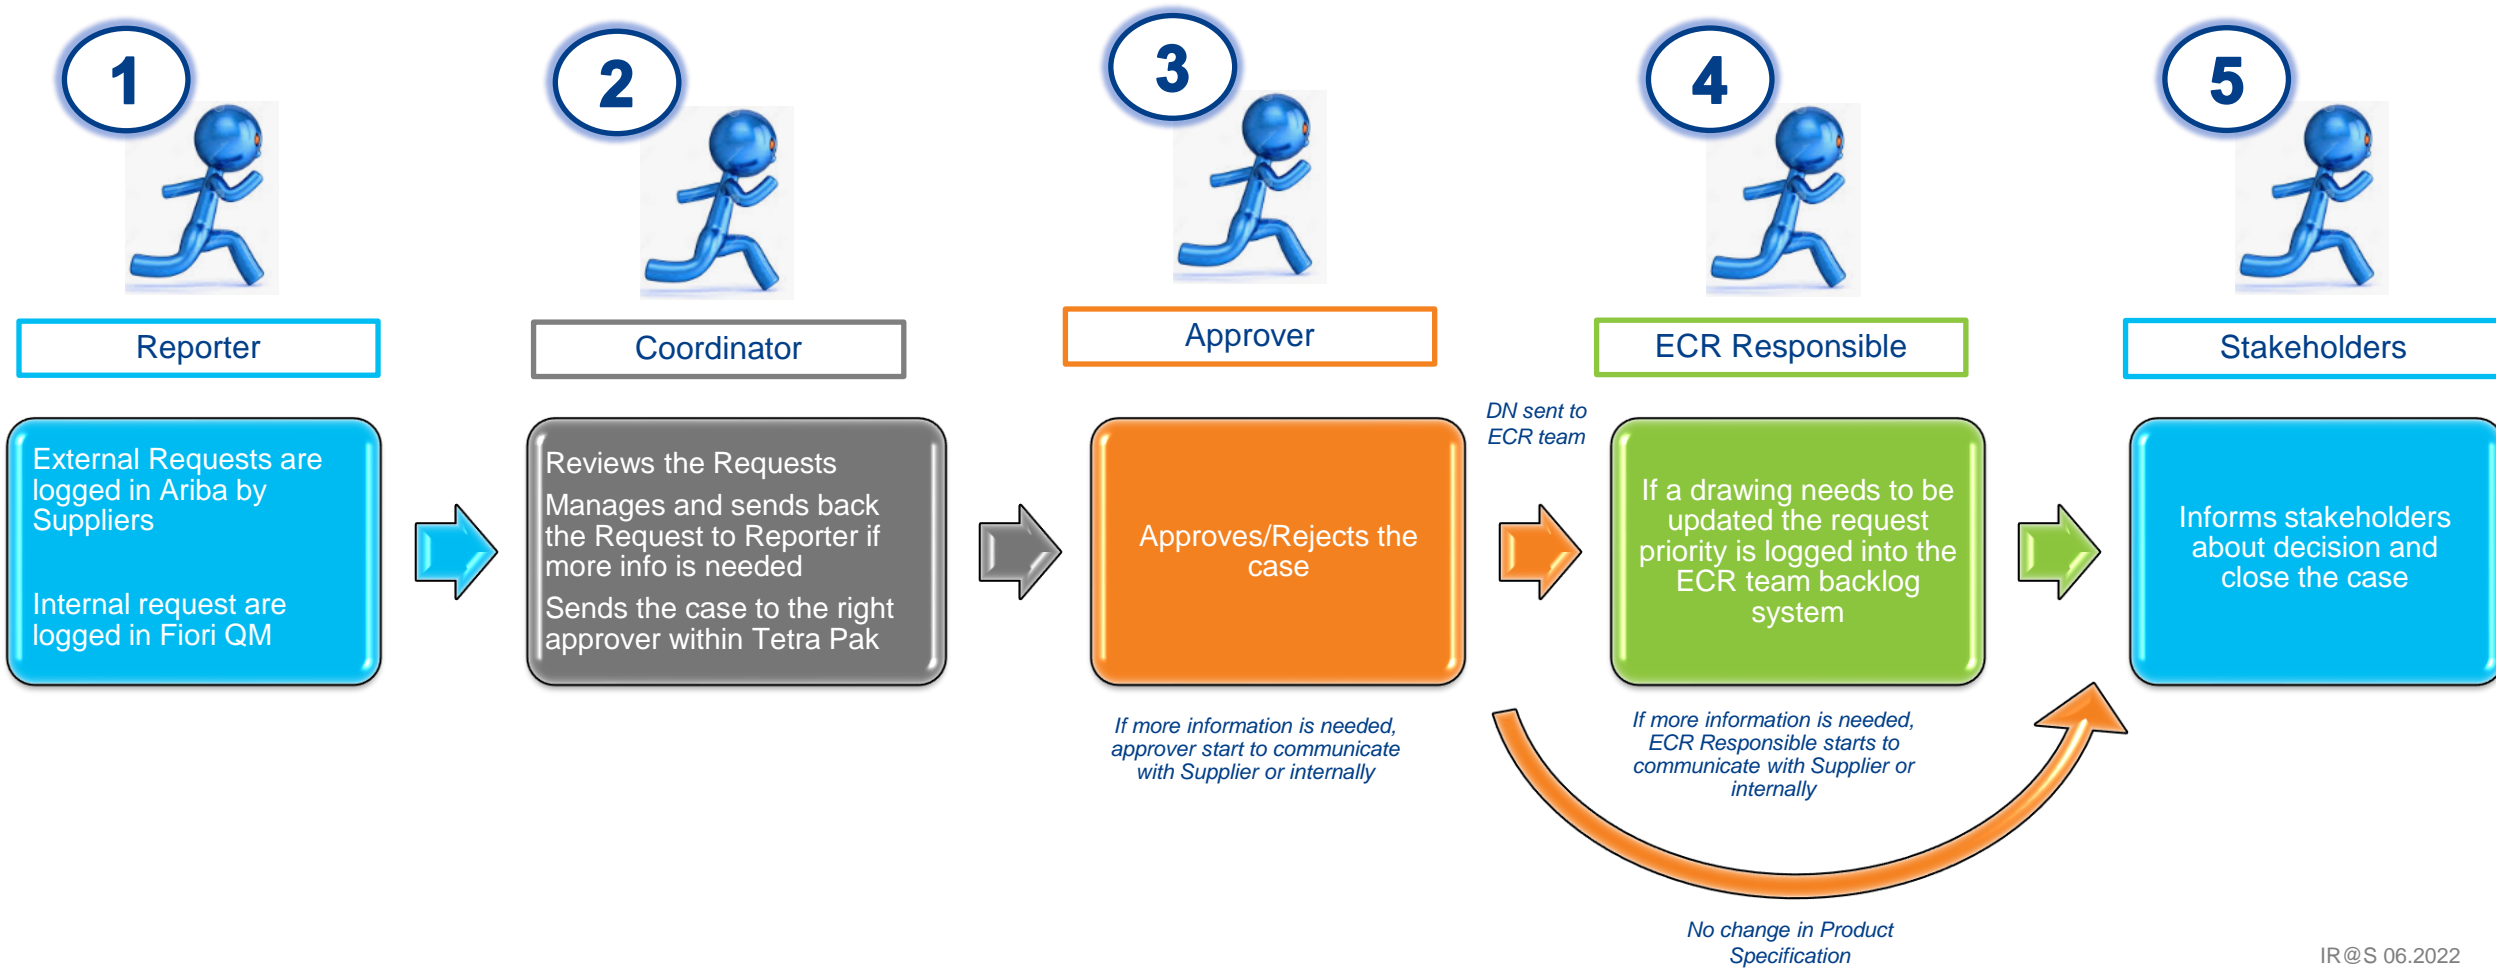 1
2
3
4
5
Reporter
Coordinator
Approver
ECR Responsible
Stakeholders
External Requests are
logged in Ariba by
Suppliers
Internal request are
logged in Fiori QM
Reviews the Requests
Manages and sends back
the Request to Reporter if
more info is needed
Sends the case to the right
approver within Tetra Pak
Approves/Rejects the
case
If more information is needed,
approver start to communicate
with Supplier or internally
DN sent to
ECR team
If a drawing needs to be
updated the request
priority is logged into the
ECR team backlog
system
If more information is needed,
ECR Responsible starts to
communicate with Supplier or
internally
Informs stakeholders
about decision and
close the case
No change in Product
Specification
IR@S 06.2022